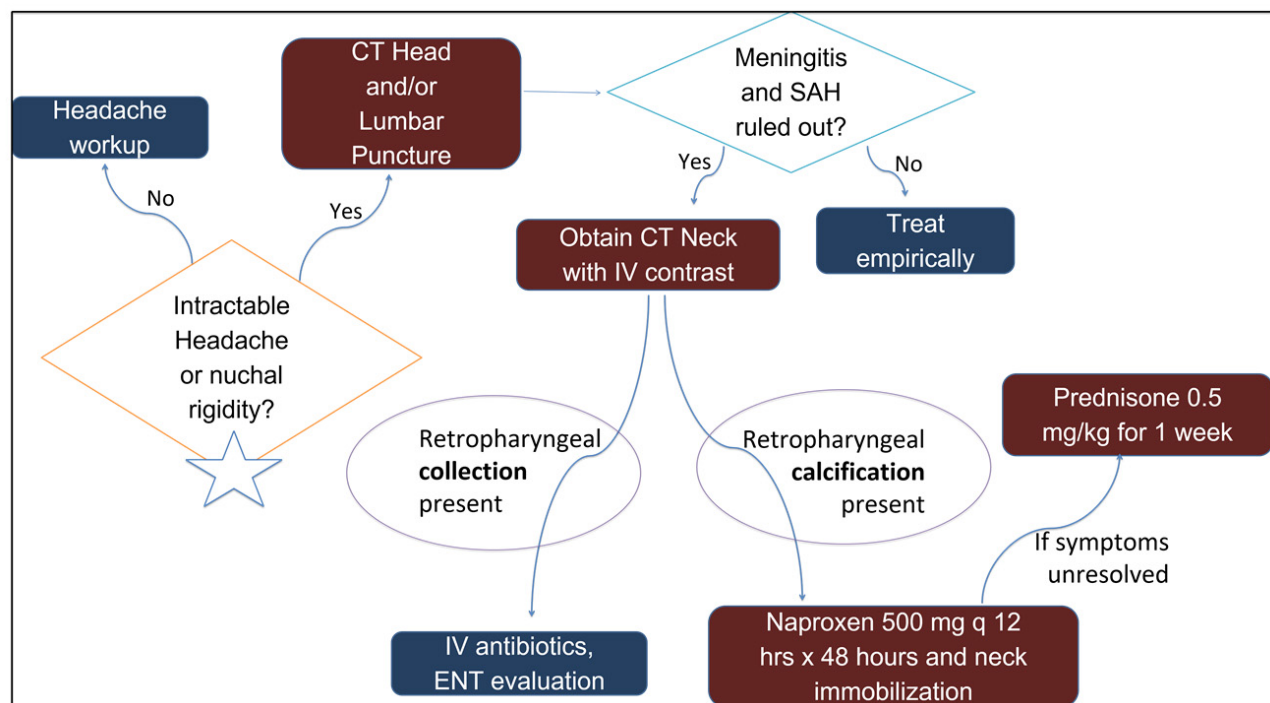 Intractable
Headache
or nuchal
rigidity?
No
Headache
workup
Yes
CT Head
and/or
Lumbar
Puncture
Meningitis
and SAH
ruled out?
Yes
No
Treat
empirically
Obtain CT Neck
with IV contrast
Retropharyngeal
collection
present
Retropharyngeal
calcification
present
IV antibiotics,
ENT evaluation
Naproxen 500 mg q 12
hrs x 48 hours and neck
immobilization
If symptoms
unresolved
Prednisone 0.5
mg/kg for 1 week